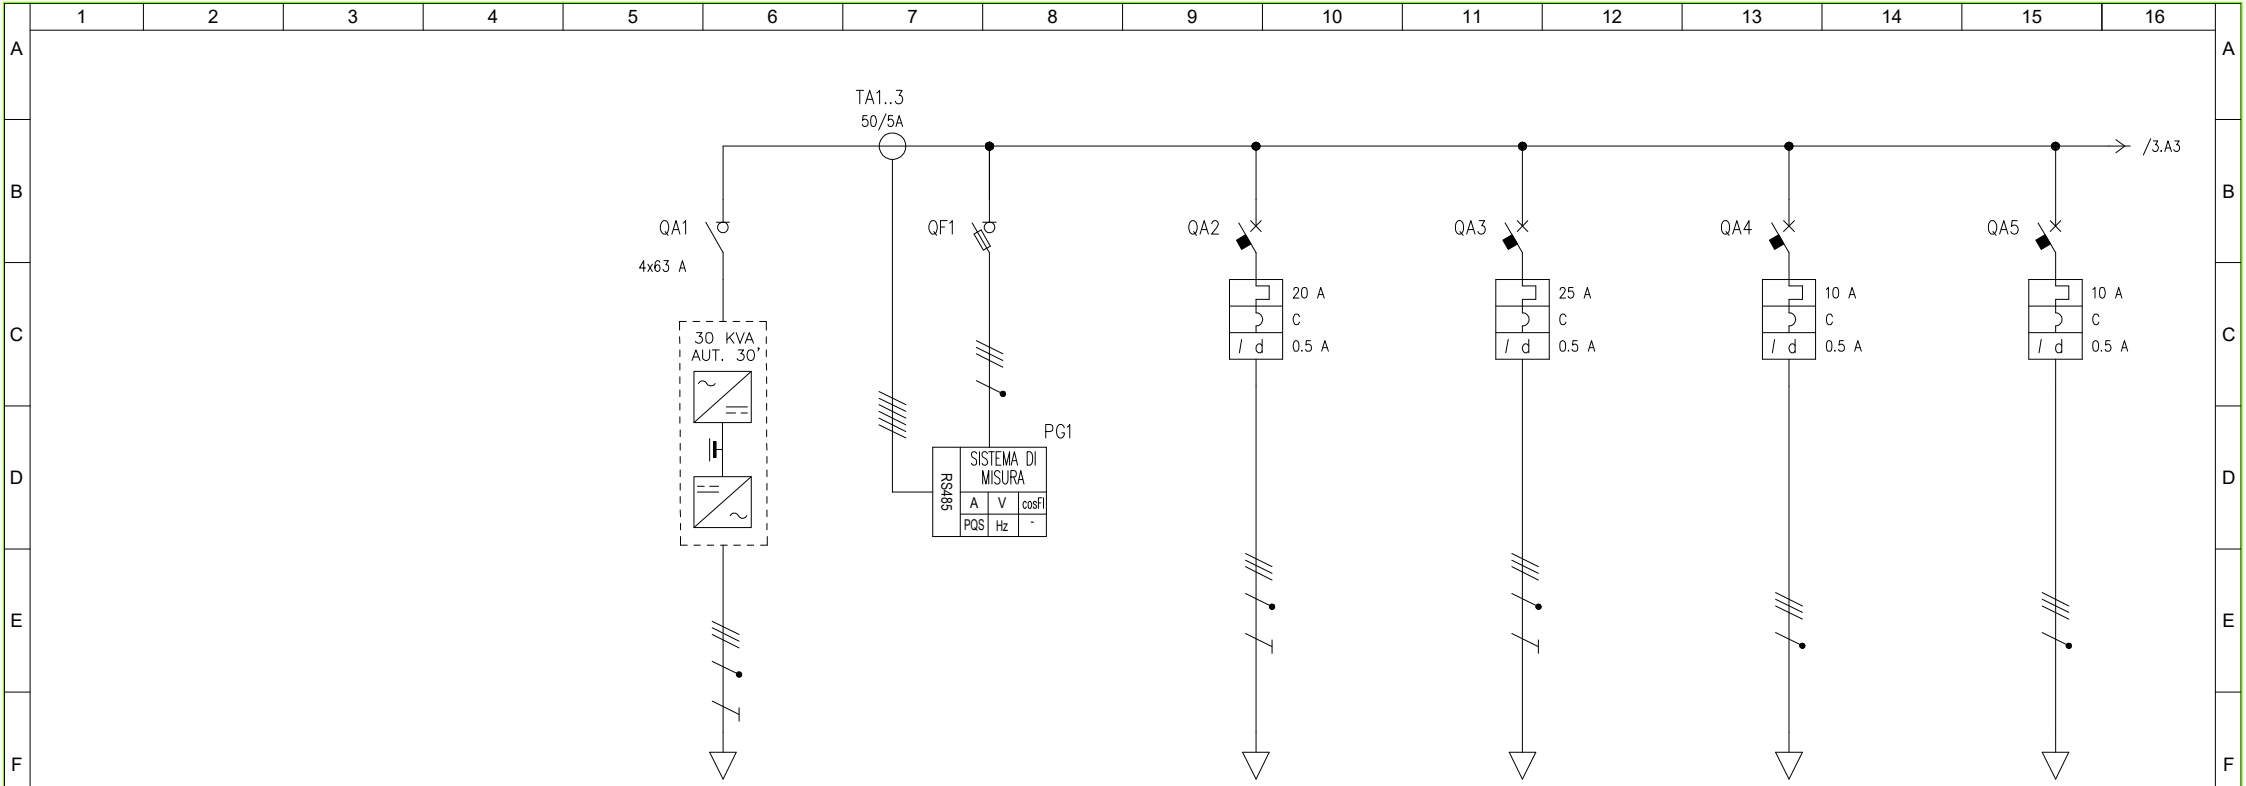 1 2 3 4 5 6 7 8 9 10 11 12 13 14 15 16
A A
TA1..3
50/5A
/3.A3
B B
QA1 QF1 QA2 QA3 QA4 QA5
4x63 A
20 A 25 A 10 A 10 A
C C C C
C C
30 KVA
AUT. 30'
I d 0.5 A I d 0.5 A I d 0.5 A I d 0.5 A
PG1
D D
RS485
SISTEMA DI
MISURA
A V cosFI
PQS Hz -
E E
F F